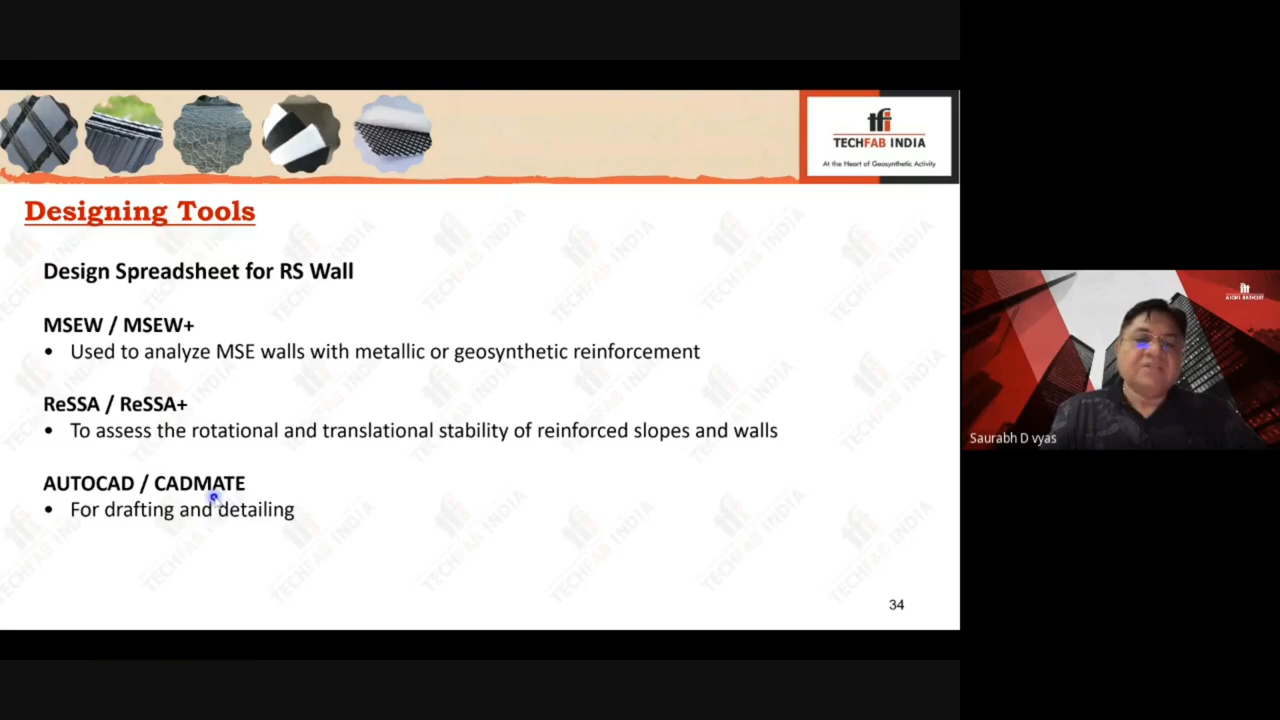 tfi
TECHFAB INDIA
At the Heart of Geosynthetic Activity
Designing Tools
Design Spreadsheet for RS Wall
MSEW / MSEW+
• Used to analyze MSE walls with metallic or geosynthetic reinforcement
ReSSA / ReSSA+
• To assess the rotational and translational stability of reinforced slopes and walls
AUTOCAD / CADMATE
• For drafting and detailing
34
Saurabh D vyas